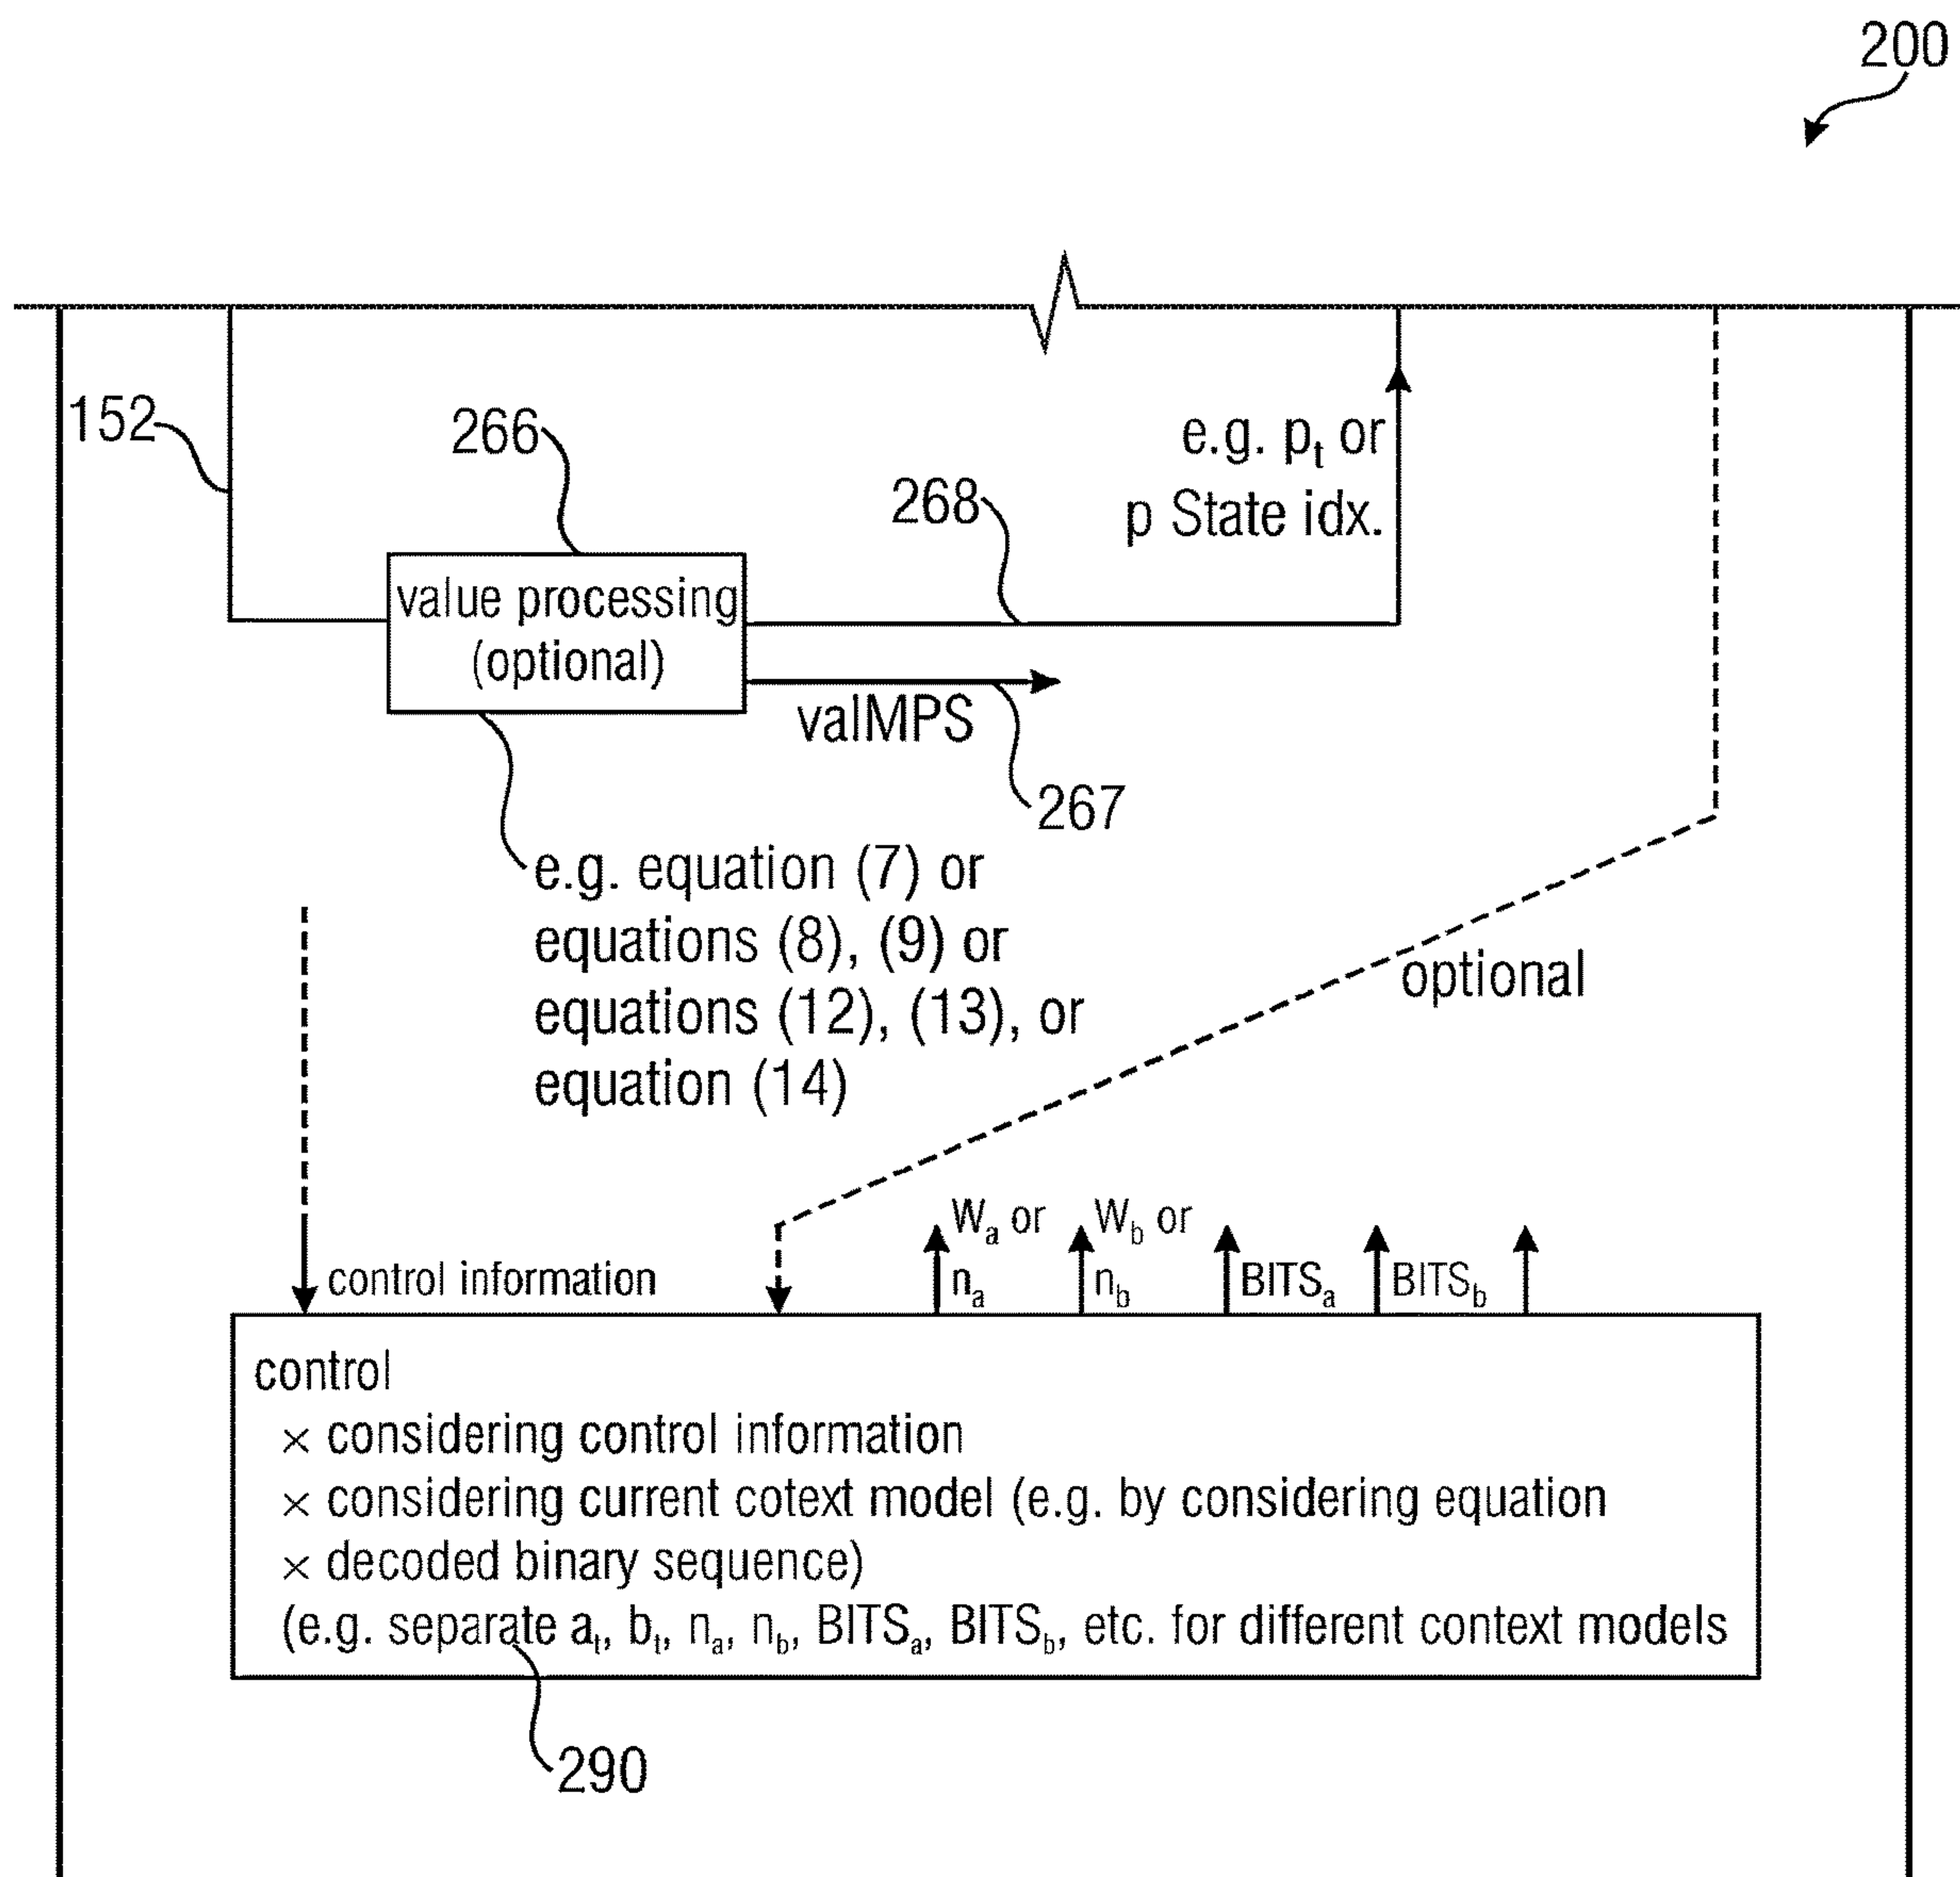 200
152
266
268
e.g. pt or
p State idx.
value processing
(optional)
valMPS
267
e.g. equation (7) or
equations (8), (9) or
equations (12), (13), or
equation (14)
optional
Wa or
na
Wb or
nb
BITSa
BITSb
control information
control
× considering control information
× considering current cotext model (e.g. by considering equation
× decoded binary sequence)
(e.g. separate at, bt, na, nb, BITSa, BITSb, etc. for different context models
290